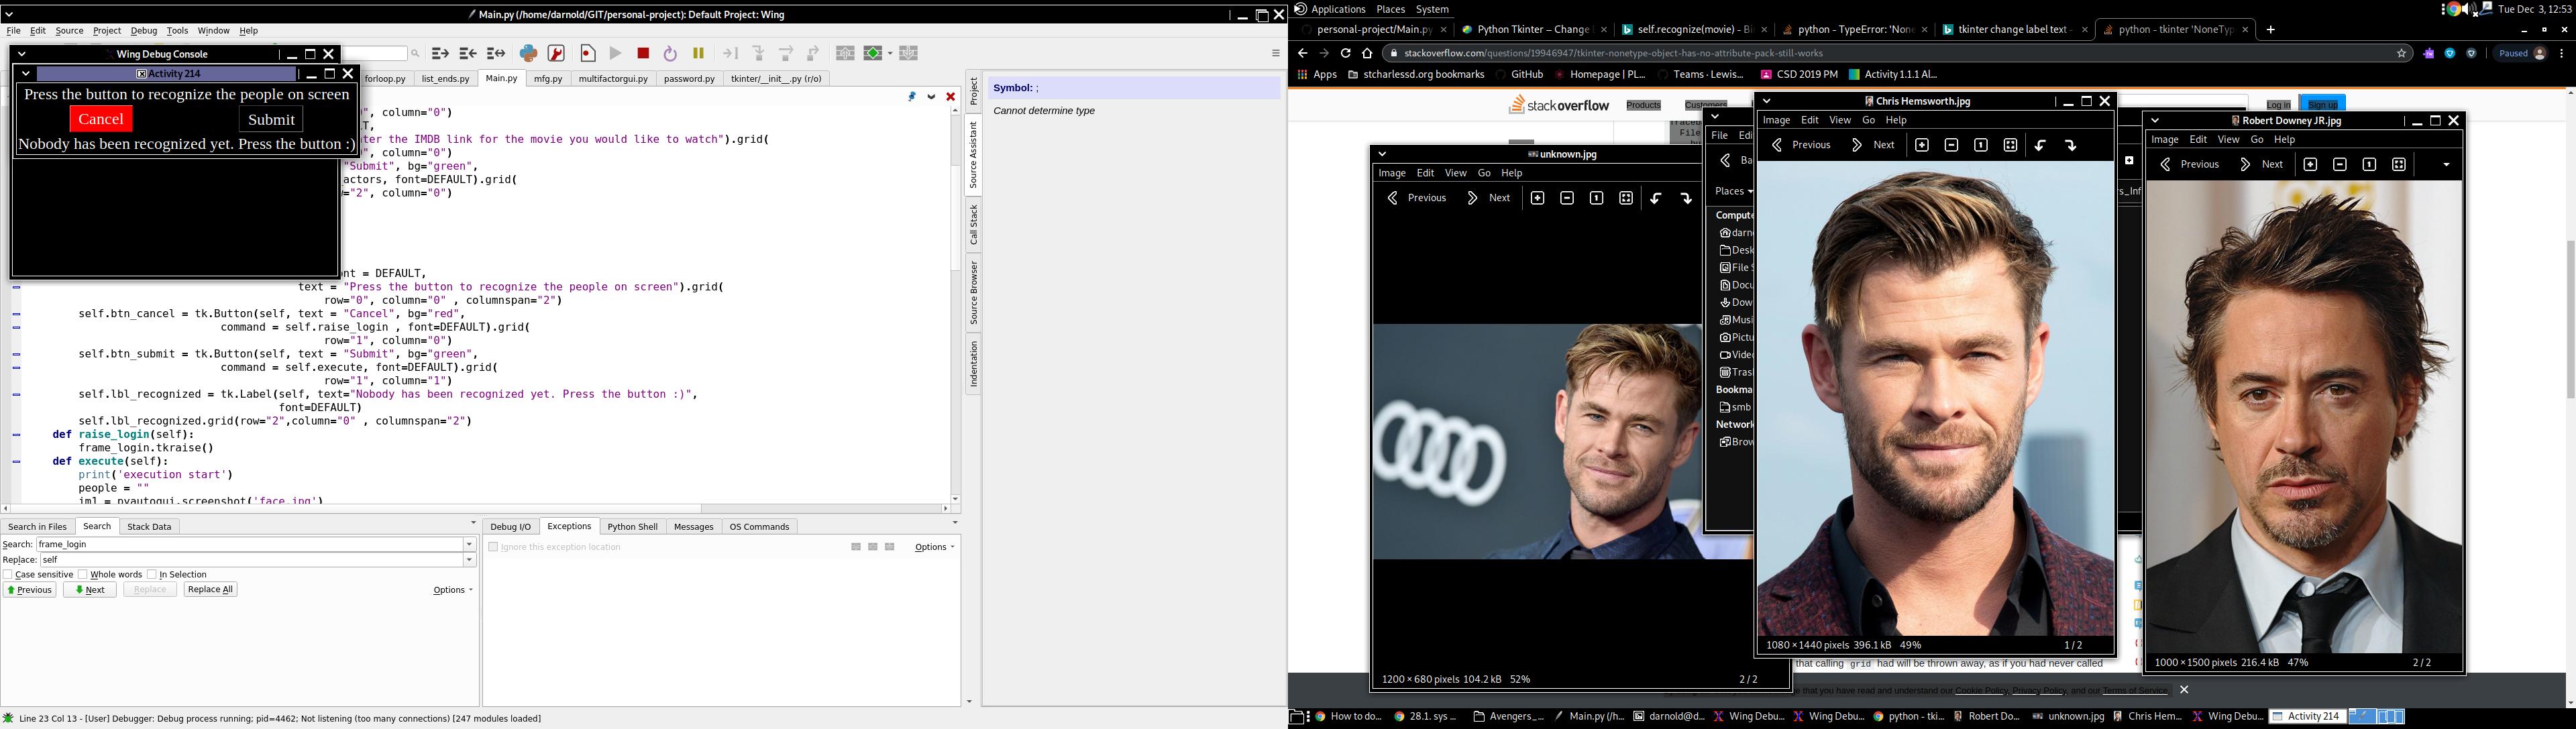 Main.py (/home/darnold/GIT/personal-project): Default Project: Wing
File Edit Source Project Debug Tools Window Help
Wing Debug Console
Activity 214
Press the button to recognize the people on screen
Cancel
Submit
Nobody has been recognized yet. Press the button :)
forloop.py list_ends.py Main.py mfg.py multifactorgui.py password.py tkinter/__init__.py (r/o)
", column="0")
T,
ter the IMDB link for the movie you would like to watch").grid(
", column="0")
"Submit", bg="green",
actors, font=DEFAULT).grid(
="2", column="0")
nt = DEFAULT,
text = "Press the button to recognize the people on screen").grid(
row="0", column="0" , columnspan="2")
self.btn_cancel = tk.Button(self, text = "Cancel", bg="red",
command = self.raise_login , font=DEFAULT).grid(
row="1", column="0")
self.btn_submit = tk.Button(self, text = "Submit", bg="green",
command = self.execute, font=DEFAULT).grid(
row="1", column="1")
self.lbl_recognized = tk.Label(self, text="Nobody has been recognized yet. Press the button :)",
font=DEFAULT)
self.lbl_recognized.grid(row="2",column="0" , columnspan="2")
def raise_login(self):
frame_login.tkraise()
def execute(self):
print('execution start')
people = ""
im1 = pyautogui.screenshot('face.jpg')
Project
Source Assistant
Call Stack
Source Browser
Indentation
Symbol: ;
Cannot determine type
Search in Files Search Stack Data
Search: frame_login
Replace: self
Case sensitive Whole words In Selection
Previous Next Replace Replace All Options
Debug I/O Exceptions Python Shell Messages OS Commands
Ignore this exception location Options
Line 23 Col 13 - [User] Debugger: Debug process running; pid=4462; Not listening (too many connections) [247 modules loaded]
Applications Places System
Tue Dec 3, 12:53
personal-project/Main.py Python Tkinter – Change self.recognize(movie) - Bi python - TypeError: 'None tkinter change label text - python - tkinter 'NoneTyp
stackoverflow.com/questions/19946947/tkinter-nonetype-object-has-no-attribute-pack-still-works
Paused
Apps stcharlessd.org bookmarks GitHub Homepage | PL... Teams · Lewis... CSD 2019 PM Activity 1.1.1 Al...
stackoverflow Products Customers Log in Sign up
unknown.jpg
Image Edit View Go Help
Previous Next
1200 × 680 pixels 104.2 kB 52% 2 / 2
File Edi
Ba
Places
Compute
darn
Desk
File S
Docu
Dow
Musi
Pictu
Video
Tras
Bookma
smb
Network
Brow
Chris Hemsworth.jpg
Image Edit View Go Help
Previous Next
1080 × 1440 pixels 396.1 kB 49% 1 / 2
s_Inf
Robert Downey JR.jpg
Image Edit View Go Help
Previous Next
1000 × 1500 pixels 216.4 kB 47% 2 / 2
that calling grid had will be thrown away, as if you had never called
e that you have read and understand our Cookie Policy, Privacy Policy, and our Terms of Service.
How to do... 28.1. sys ... Avengers_... Main.py (/h... darnold@d... Wing Debu... Wing Debu... python - tki... Robert Do... unknown.jpg Chris Hem... Wing Debu... Activity 214